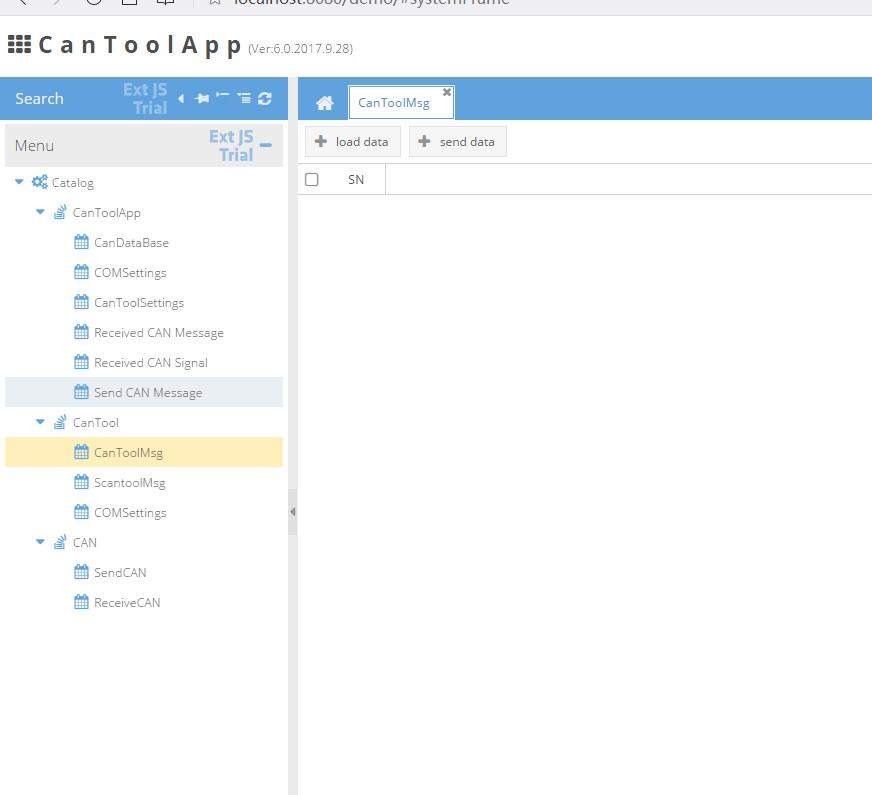 localhost:8080/demo/#systemFrame
CanToolApp (Ver:6.0.2017.9.28)
Search
Ext JS
Trial
CanToolMsg
load data
send data
Menu
Ext JS
Trial
SN
Catalog
CanToolApp
CanDataBase
COMSettings
CanToolSettings
Received CAN Message
Received CAN Signal
Send CAN Message
CanTool
CanToolMsg
ScantoolMsg
COMSettings
CAN
SendCAN
ReceiveCAN